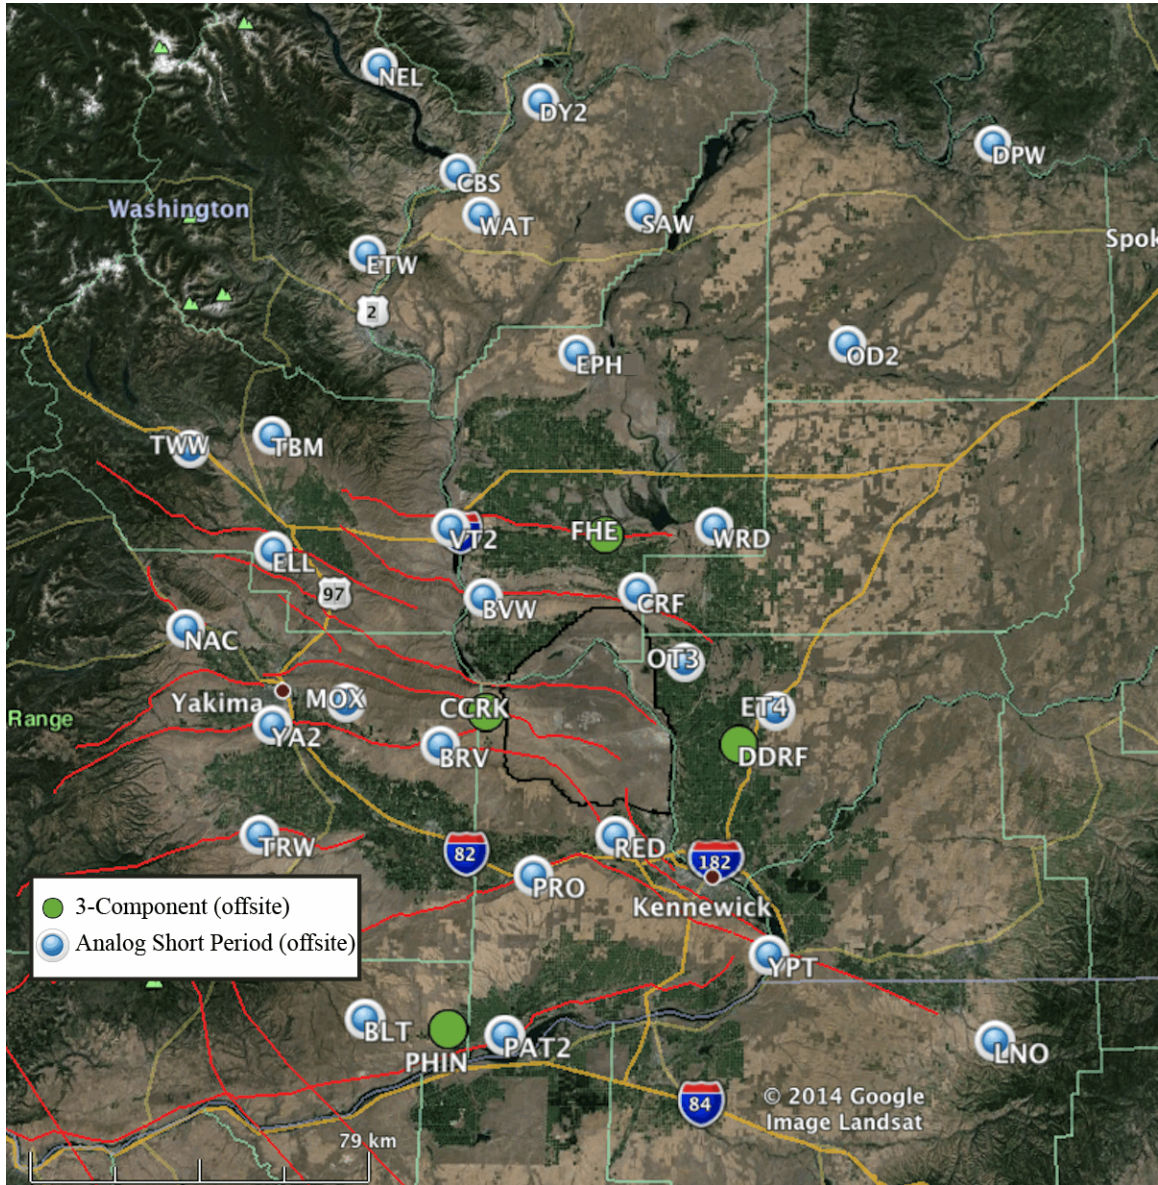 NEL
DY2
DPW
CBS
Washington
WAT
SAW
Spok
ETW
2
EPH
OD2
TWW
TBM
VT2
FHE
WRD
ELL
97
BVW
CRF
NAC
OT3
Yakima
MOX
CCRK
ET4
Range
YA2
BRV
DDRF
TRW
82
RED
182
PRO
Kennewick
3-Component (offsite)
Analog Short Period (offsite)
YPT
BLT
PHIN
PAT2
LNO
84
© 2014 Google
Image Landsat
79 km